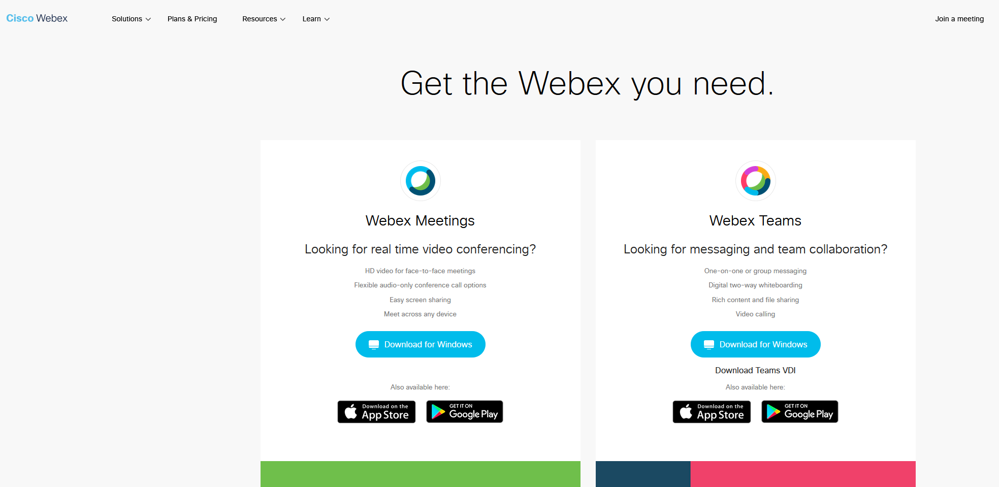 Cisco Webex
Solutions
Plans & Pricing
Resources
Learn
Join a meeting
Get the Webex you need.
Webex Meetings
Looking for real time video conferencing?
HD video for face-to-face meetings
Flexible audio-only conference call options
Easy screen sharing
Meet across any device
Download for Windows
Also available here:
Download on the
App Store
GET IT ON
Google Play
Webex Teams
Looking for messaging and team collaboration?
One-on-one or group messaging
Digital two-way whiteboarding
Rich content and file sharing
Video calling
Download for Windows
Download Teams VDI
Also available here:
Download on the
App Store
GET IT ON
Google Play